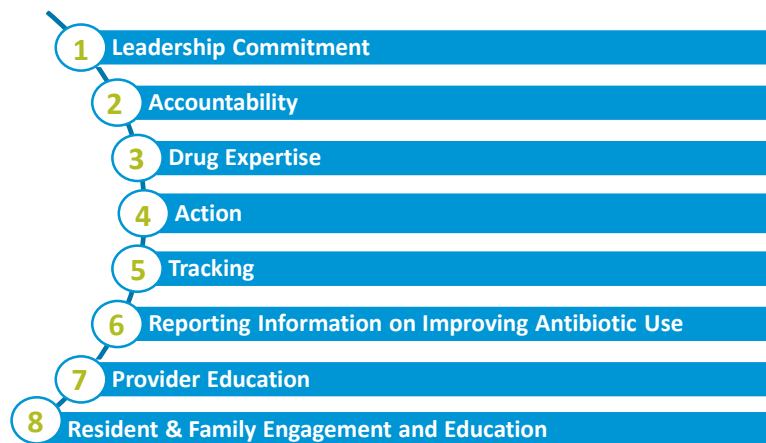 1 Leadership Commitment
2 Accountability
3 Drug Expertise
4 Action
5 Tracking
6 Reporting Information on Improving Antibiotic Use
7 Provider Education
8 Resident & Family Engagement and Education